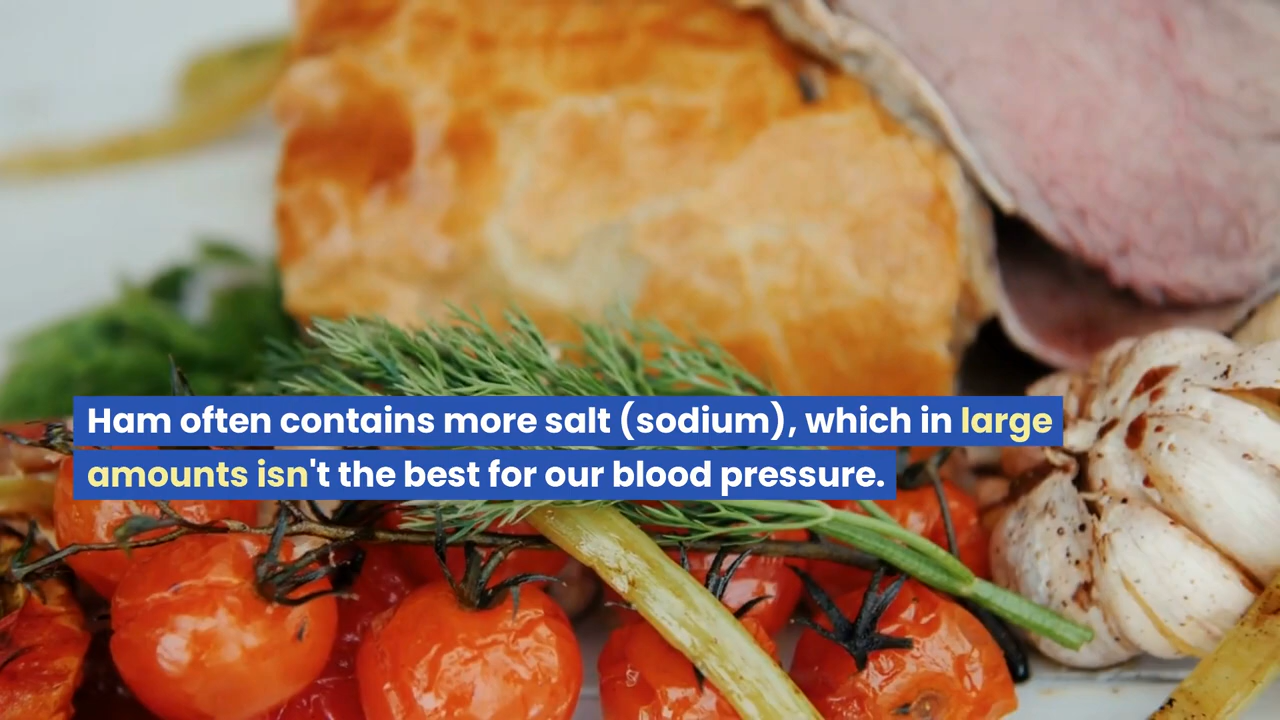 Ham often contains more salt (sodium), which in large
amounts isn't the best for our blood pressure.